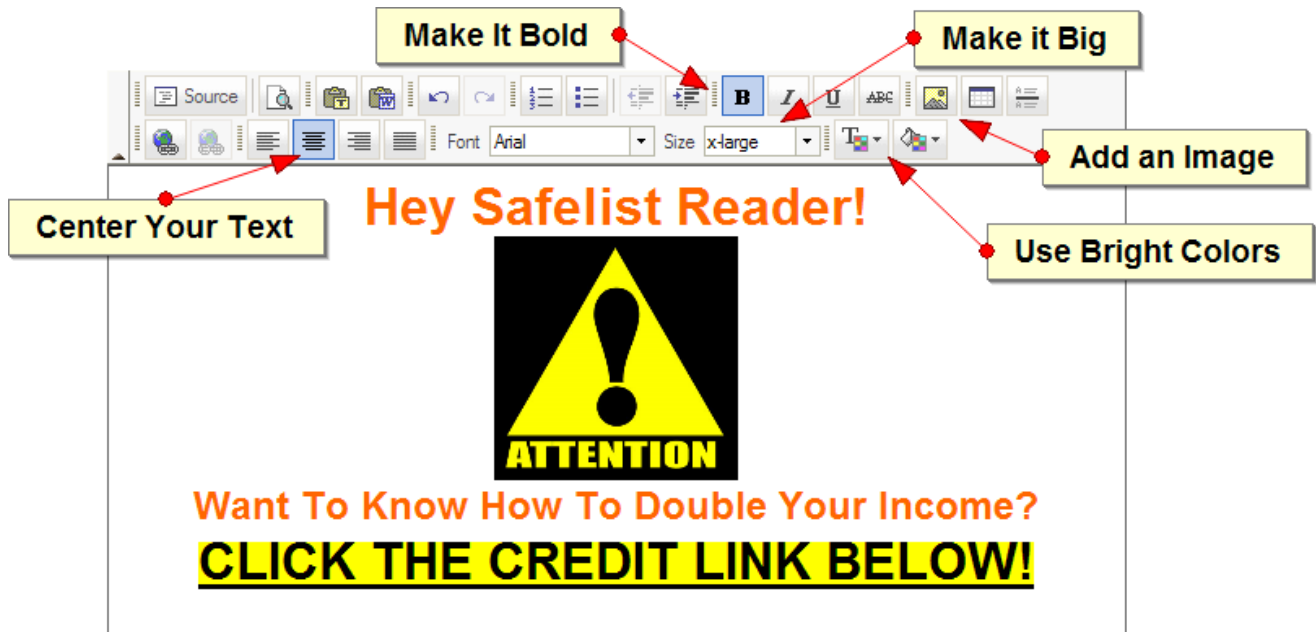 Make It Bold
Make it Big
Source
B I U ABC
Font Arial Size x-large
Add an Image
Center Your Text
Use Bright Colors
Hey Safelist Reader!
ATTENTION
Want To Know How To Double Your Income?
CLICK THE CREDIT LINK BELOW!